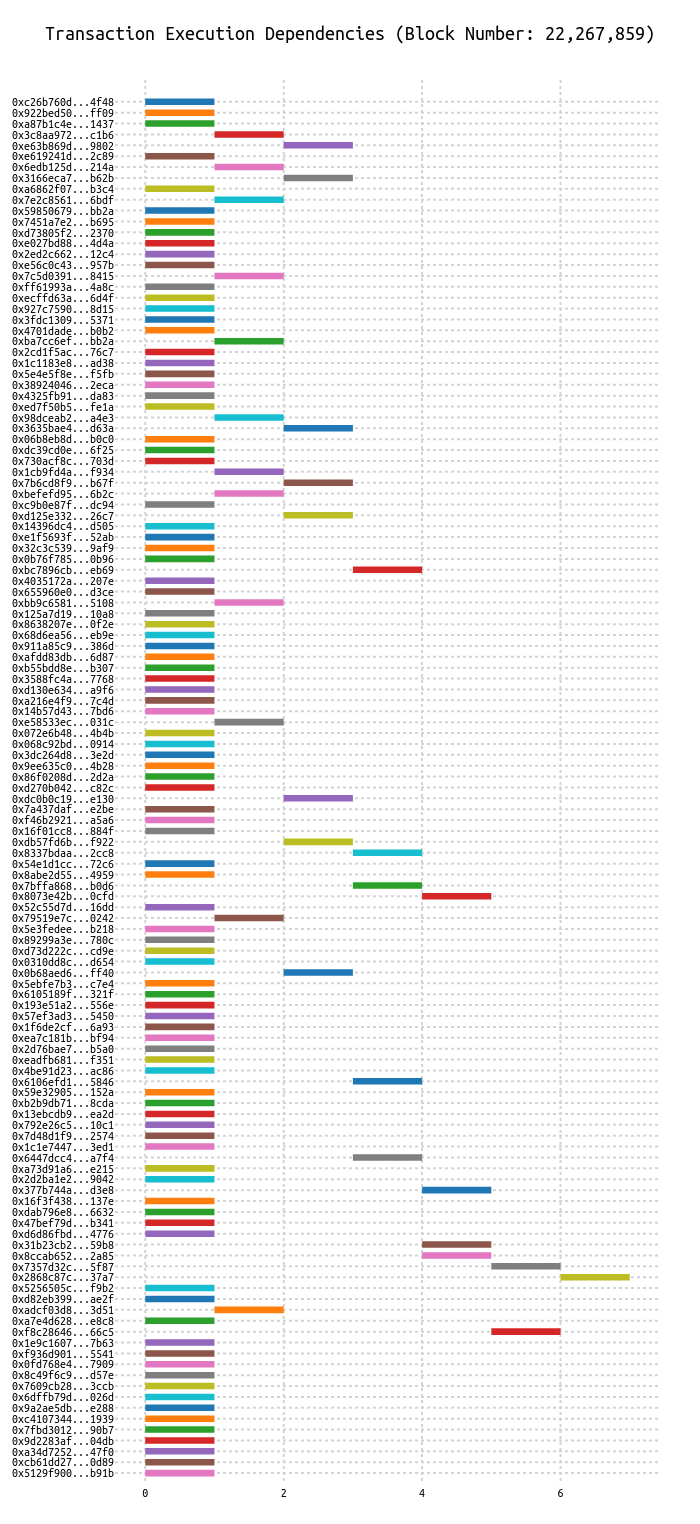 Transaction Execution Dependencies (Block Number: 22,267,859)
0xc26b760d...4f48
0x922bed50...ff09
0xa87b1c4e...1437
0x3c8aa972...c1b6
0xe63b869d...9802
0xe619241d...2c89
0x6edb125d...214a
0x3166eca7...b62b
0xa6862f07...b3c4
0x7e2c8561...6bdf
0x59850679...bb2a
0x7451a7e2...b695
0xd73805f2...2370
0xe027bd88...4d4a
0x2ed2c662...12c4
0xe56c0c43...957b
0x7c5d0391...8415
0xff61993a...4a8c
0xecffd63a...6d4f
0x927c7590...8d15
0x3fdc1309...5371
0x4701dade...b0b2
0xba7cc6ef...bb2a
0x2cd1f5ac...76c7
0x1c1183e8...ad38
0x5e4e5f8e...f5fb
0x38924046...2eca
0x4325fb91...da83
0xed7f50b5...fe1a
0x98dceab2...a4e3
0x3635bae4...d63a
0x06b8eb8d...b0c0
0xdc39cd0e...6f25
0x730acf8c...703d
0x1cb9fd4a...f934
0x7b6cd8f9...b67f
0xbefefd95...6b2c
0xc9b0e87f...dc94
0xd125e332...26c7
0x14396dc4...d505
0xe1f5693f...52ab
0x32c3c539...9af9
0x0b76f785...0b96
0xbc7896cb...eb69
0x4035172a...207e
0x655960e0...d3ce
0xbb9c6581...5108
0x125a7d19...10a8
0x8638207e...0f2e
0x68d6ea56...eb9e
0x911a85c9...386d
0xafdd83db...6d87
0xb55bdd8e...b307
0x3588fc4a...7768
0xd130e634...a9f6
0xa216e4f9...7c4d
0x14b57d43...7bd6
0xe58533ec...031c
0x072e6b48...4b4b
0x068c92bd...0914
0x3dc264d8...3e2d
0x9ee635c0...4b28
0x86f0208d...2d2a
0xd270b042...c82c
0xdc0b0c19...e130
0x7a437daf...e2be
0xf46b2921...a5a6
0x16f01cc8...884f
0xdb57fd6b...f922
0x8337bdaa...2cc8
0x54e1d1cc...72c6
0x8abe2d55...4959
0x7bffa868...b0d6
0x8073e42b...0cfd
0x52c55d7d...16dd
0x79519e7c...0242
0x5e3fedee...b218
0x89299a3e...780c
0xd73d222c...cd9e
0x0310dd8c...d654
0x0b68aed6...ff40
0x5ebfe7b3...c7e4
0x6105189f...321f
0x193e51a2...556e
0x57ef3ad3...5450
0x1f6de2cf...6a93
0xea7c181b...bf94
0x2d76bae7...b5a0
0xeadfb681...f351
0x4be91d23...ac86
0x6106efd1...5846
0x59e32905...152a
0xb2b9db71...8cda
0x13ebcdb9...ea2d
0x792e26c5...10c1
0x7d48d1f9...2574
0x1c1e7447...3ed1
0x6447dcc4...a7f4
0xa73d91a6...e215
0x2d2ba1e2...9042
0x377b744a...d3e8
0x16f3f438...137e
0xdab796e8...6632
0x47bef79d...b341
0xd6d86fbd...4776
0x31b23cb2...59b8
0x8ccab652...2a85
0x7357d32c...5f87
0x2868c87c...37a7
0x5256505c...f9b2
0xd82eb399...ae2f
0xadcf03d8...3d51
0xa7e4d628...e8c8
0xf8c28646...66c5
0x1e9c1607...7b63
0xf936d901...5541
0x0fd768e4...7909
0x8c49f6c9...d57e
0x7609cb28...3ccb
0x6dffb79d...026d
0x9a2ae5db...e288
0xc4107344...1939
0x7fbd3012...90b7
0x9d2283af...04db
0xa34d7252...47f0
0xcb61dd27...0d89
0x5129f900...b91b
0 2 4 6